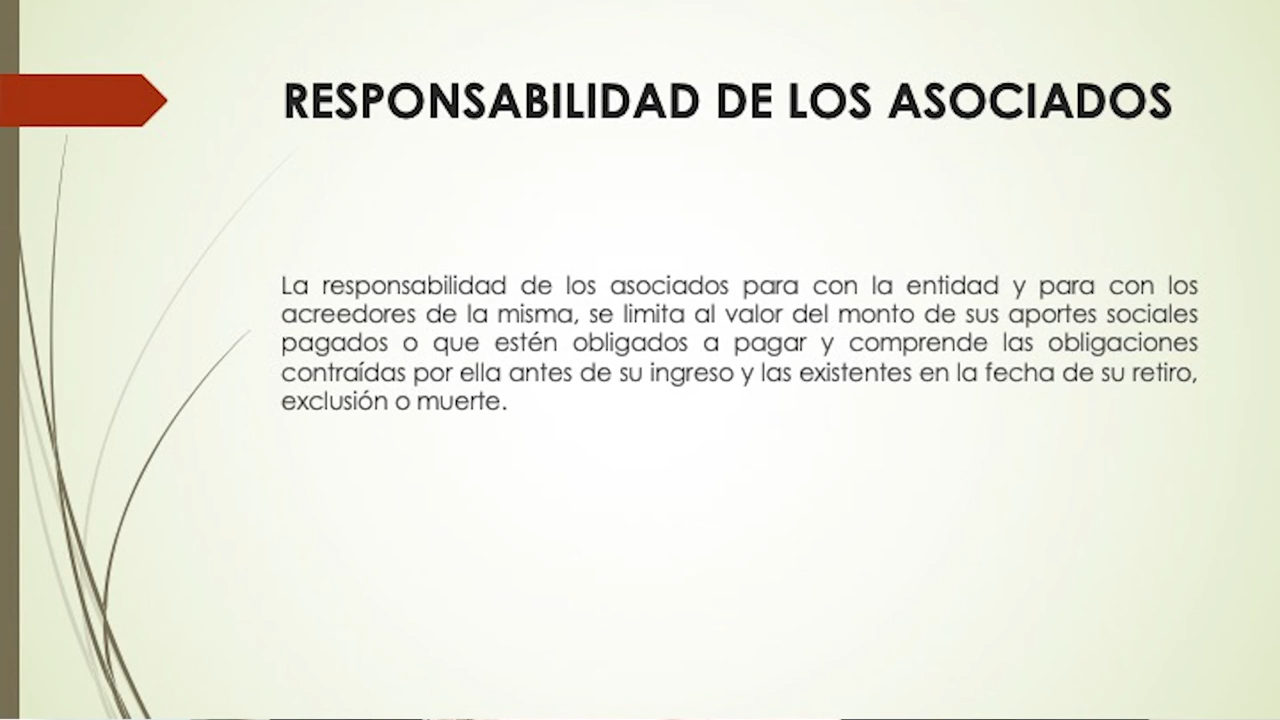 RESPONSABILIDAD DE LOS ASOCIADOS
La responsabilidad de los asociados para con la entidad y para con los
acreedores de la misma, se limita al valor del monto de sus aportes sociales
pagados o que estén obligados a pagar y comprende las obligaciones
contraídas por ella antes de su ingreso y las existentes en la fecha de su retiro,
exclusión o muerte.